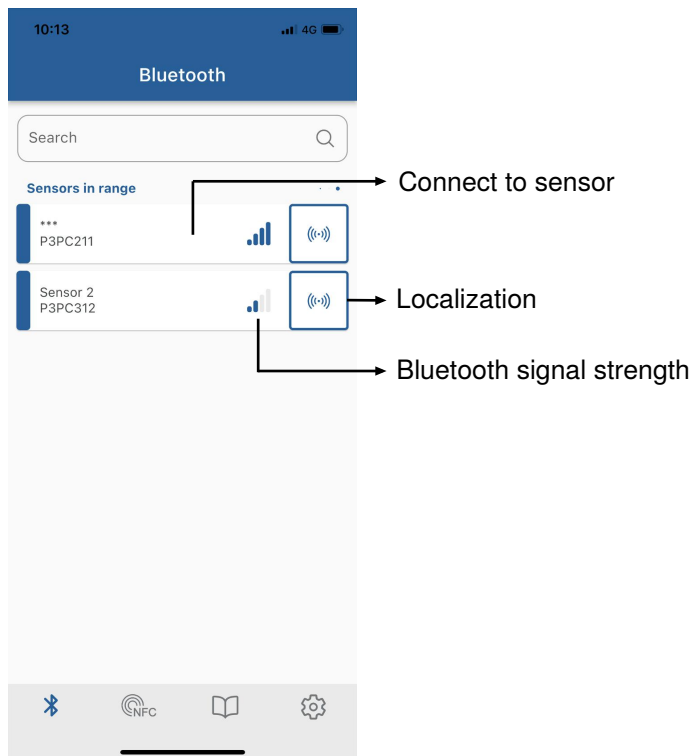 10:13
4G
Bluetooth
Search
Sensors in range
Connect to sensor
***
P3PC211
Sensor 2
P3PC312
Localization
Bluetooth signal strength
NFC